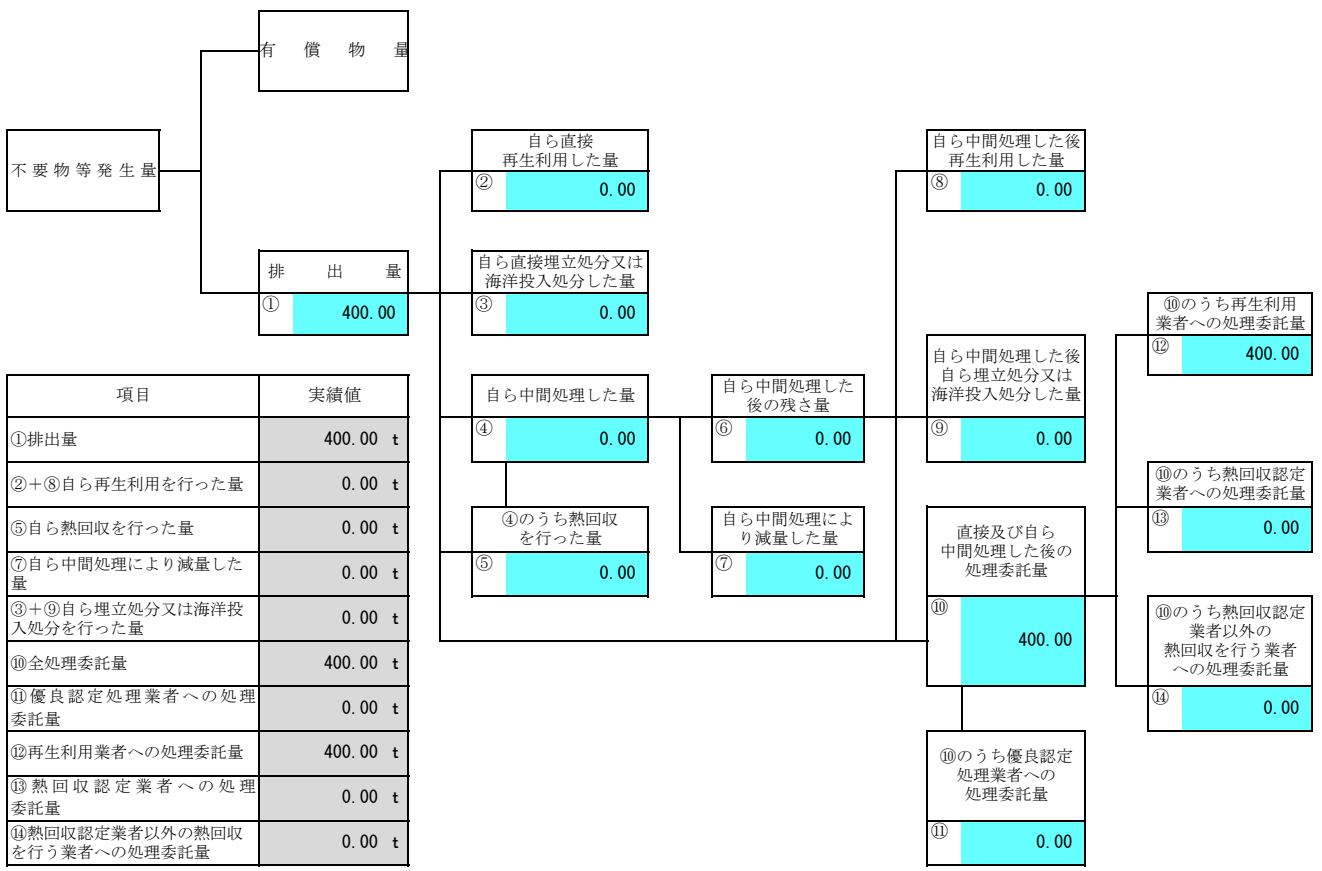 有償物量
不要物等発生量
排出量
① 400.00
自ら直接
再生利用した量
② 0.00
自ら直接埋立処分又は
海洋投入処分した量
③ 0.00
自ら中間処理した量
④ 0.00
④のうち熱回収
を行った量
⑤ 0.00
自ら中間処理した
後の残さ量
⑥ 0.00
自ら中間処理によ
り減量した量
⑦ 0.00
自ら中間処理した後
再生利用した量
⑧ 0.00
自ら中間処理した後
自ら埋立処分又は
海洋投入処分した量
⑨ 0.00
直接及び自ら
中間処理した後の
処理委託量
⑩
400.00
⑩のうち優良認定
処理業者への
処理委託量
⑪ 0.00
⑩のうち再生利用
業者への処理委託量
⑫ 400.00
⑩のうち熱回収認定
業者への処理委託量
⑬ 0.00
⑩のうち熱回収認定
業者以外の
熱回収を行う業者
への処理委託量
⑭ 0.00
項目 実績値
①排出量 400.00 t
②＋⑧自ら再生利用を行った量 0.00 t
⑤自ら熱回収を行った量 0.00 t
⑦自ら中間処理により減量した
量 0.00 t
③＋⑨自ら埋立処分又は海洋投
入処分を行った量 0.00 t
⑩全処理委託量 400.00 t
⑪優良認定処理業者への処理
委託量 0.00 t
⑫再生利用業者への処理委託量 400.00 t
⑬熱回収認定業者への処理
委託量 0.00 t
⑭熱回収認定業者以外の熱回収
を行う業者への処理委託量 0.00 t